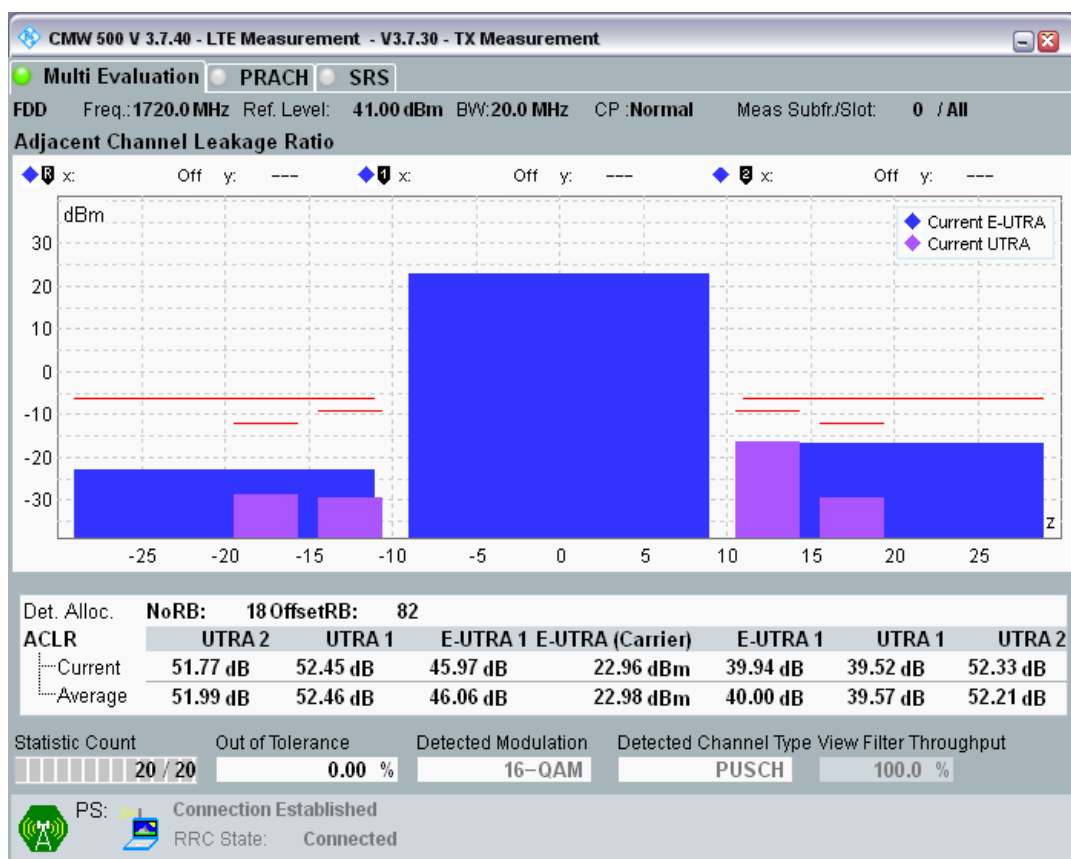 CMW 500 V 3.7.40 - LTE Measurement - V3.7.30 - TX Measurement
Multi Evaluation PRACH SRS
FDD Freq.: 1720.0 MHz Ref. Level: 41.00 dBm BW: 20.0 MHz CP :Normal Meas Subfr./Slot: 0 / All
Adjacent Channel Leakage Ratio
R x: Off y: --- 1 x: Off y: --- 2 x: Off y: ---
dBm
Current E-UTRA
Current UTRA
30
20
10
0
-10
-20
-30
z
-25 -20 -15 -10 -5 0 5 10 15 20 25
Det. Alloc. NoRB: 18 OffsetRB: 82
ACLR UTRA 2 UTRA 1 E-UTRA 1 E-UTRA (Carrier) E-UTRA 1 UTRA 1 UTRA 2
Current 51.77 dB 52.45 dB 45.97 dB 22.96 dBm 39.94 dB 39.52 dB 52.33 dB
Average 51.99 dB 52.46 dB 46.06 dB 22.98 dBm 40.00 dB 39.57 dB 52.21 dB
Statistic Count Out of Tolerance Detected Modulation Detected Channel Type View Filter Throughput
20 / 20 0.00 % 16-QAM PUSCH 100.0 %
PS: Connection Established
RRC State: Connected